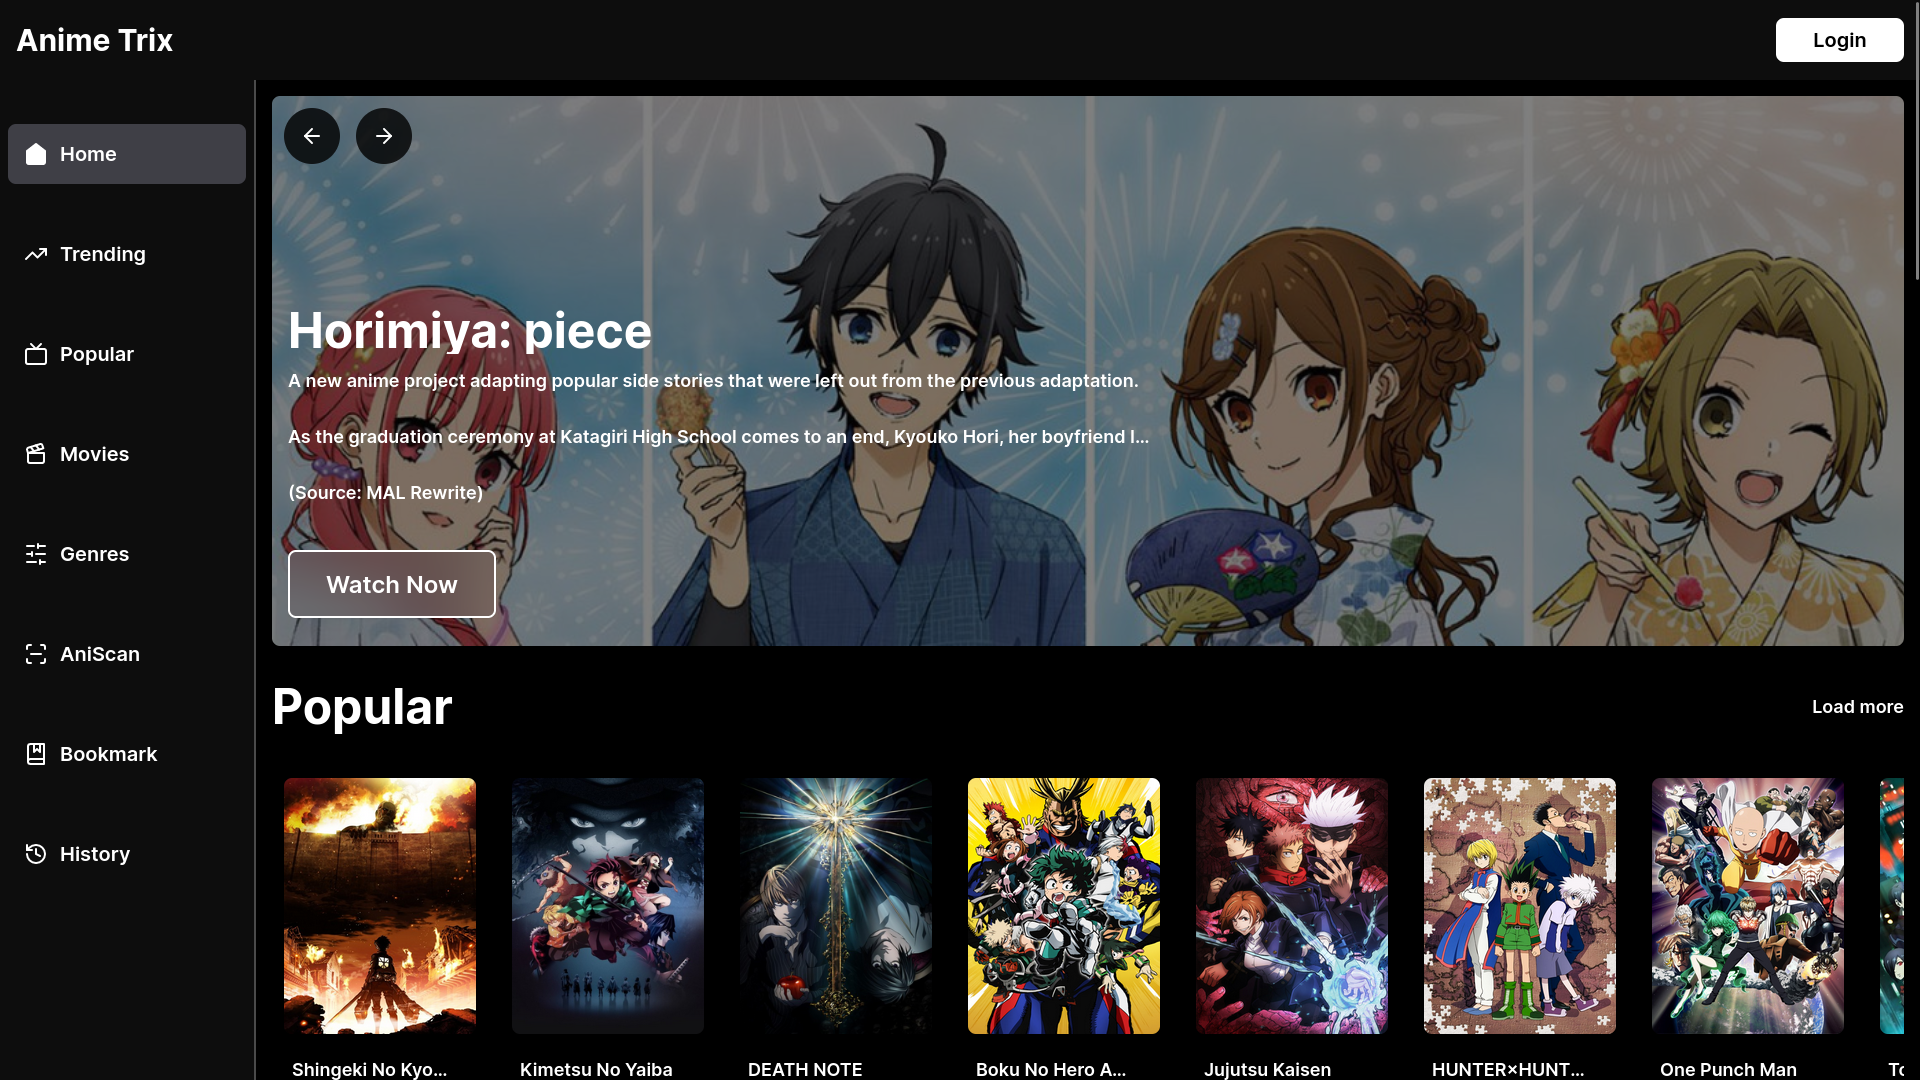 Anime Trix
Login
Home
Trending
Popular
Movies
Genres
AniScan
Bookmark
History
Horimiya: piece
A new anime project adapting popular side stories that were left out from the previous adaptation.
As the graduation ceremony at Katagiri High School comes to an end, Kyouko Hori, her boyfriend I...
(Source: MAL Rewrite)
Watch Now
Popular
Load more
Shingeki No Kyo...
Kimetsu No Yaiba
DEATH NOTE
Boku No Hero A...
Jujutsu Kaisen
HUNTER×HUNT...
One Punch Man